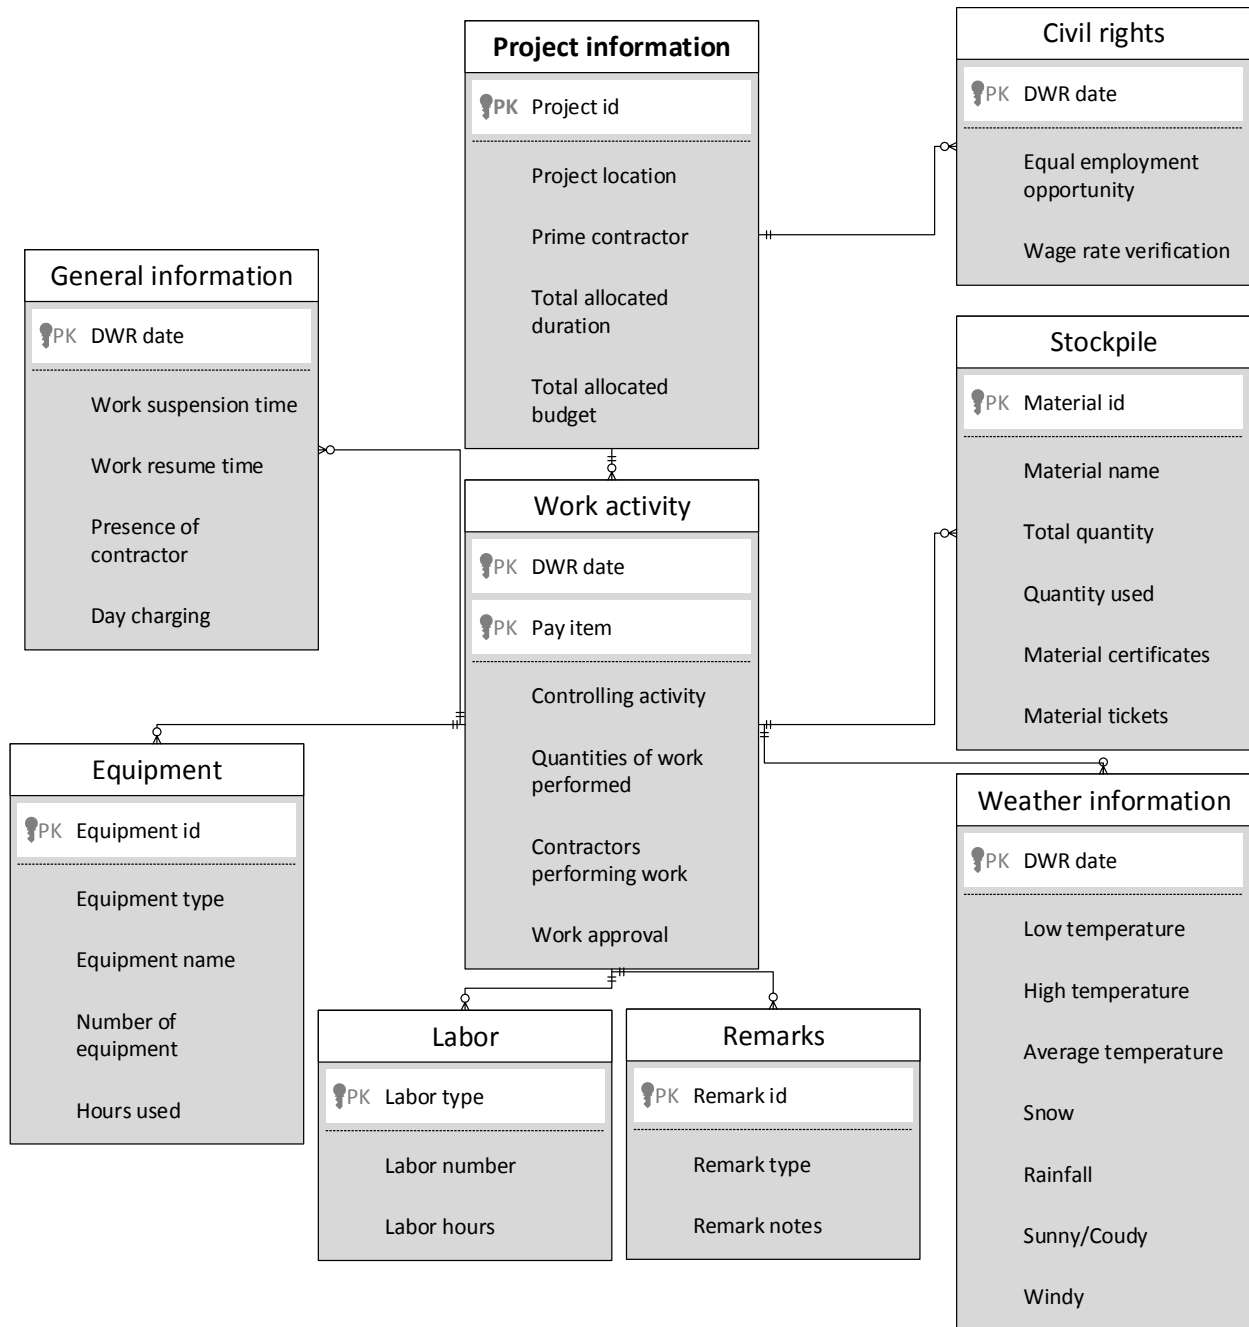 Project information
PK Project id
Project location
Prime contractor
Total allocated
duration
Total allocated
budget
Civil rights
PK DWR date
Equal employment
opportunity
Wage rate verification
General information
PK DWR date
Work suspension time
Work resume time
Presence of
contractor
Day charging
Stockpile
PK Material id
Material name
Total quantity
Quantity used
Material certificates
Material tickets
Work activity
PK DWR date
PK Pay item
Controlling activity
Quantities of work
performed
Contractors
performing work
Work approval
Equipment
PK Equipment id
Equipment type
Equipment name
Number of
equipment
Hours used
Weather information
PK DWR date
Low temperature
High temperature
Average temperature
Snow
Rainfall
Sunny/Coudy
Windy
Labor
PK Labor type
Labor number
Labor hours
Remarks
PK Remark id
Remark type
Remark notes